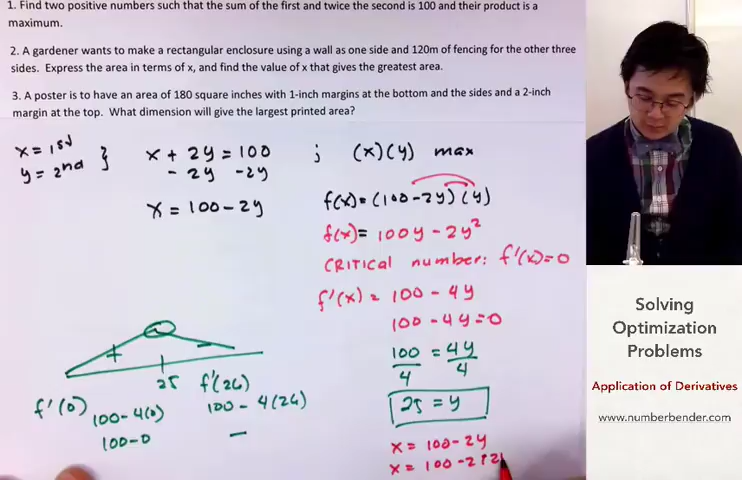 1. Find two positive numbers such that the sum of the first and twice the second is 100 and their product is a
maximum.
2. A gardener wants to make a rectangular enclosure using a wall as one side and 120m of fencing for the other three
sides. Express the area in terms of x, and find the value of x that gives the greatest area.
3. A poster is to have an area of 180 square inches with 1-inch margins at the bottom and the sides and a 2-inch
margin at the top. What dimension will give the largest printed area?
x = 1st
y = 2nd
x + 2y = 100 ; (x)(y) max
- 2y -2y
x = 100 - 2y
f(x) = (100 - 2y)(y)
f(x) = 100y - 2y²
CRITICAL number: f'(x)=0
f'(x) = 100 - 4y
100 - 4y = 0
100 = 4y
4 4
25 = y
x = 100 - 2y
x = 100 - 2(2
+ −
25
f'(0) f'(26)
100 - 4(0) 100 - 4(26)
100 - 0 −
Solving
Optimization
Problems
Application of Derivatives
www.numberbender.com